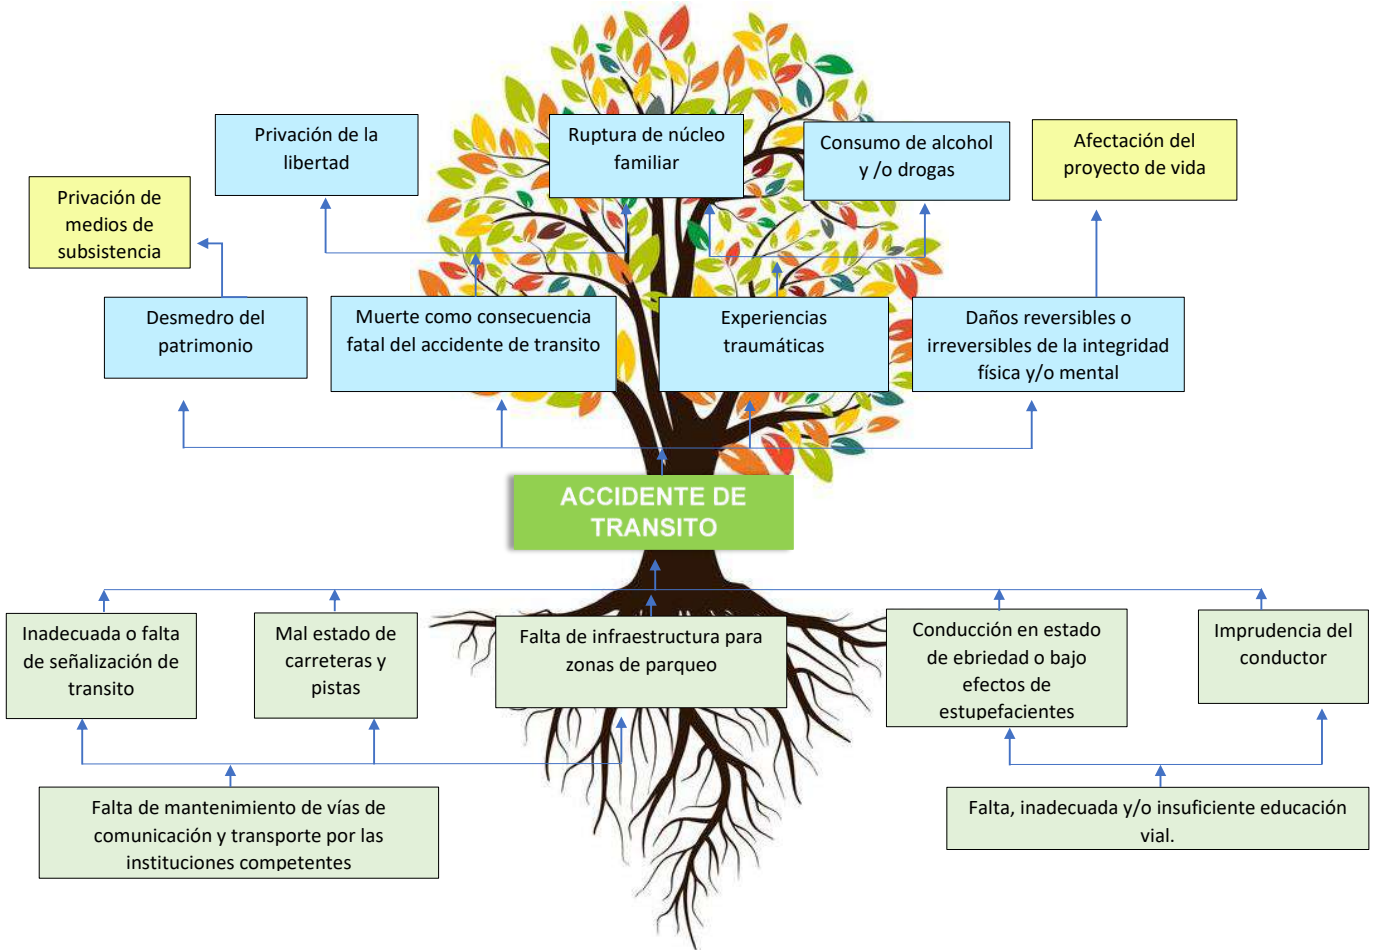 Privación de la
libertad
Ruptura de núcleo
familiar
Consumo de alcohol
y /o drogas
Afectación del
proyecto de vida
Privación de
medios de
subsistencia
Desmedro del
patrimonio
Muerte como consecuencia
fatal del accidente de transito
Experiencias
traumáticas
Daños reversibles o
irreversibles de la integridad
física y/o mental
ACCIDENTE DE
TRANSITO
Inadecuada o falta
de señalización de
transito
Mal estado de
carreteras y
pistas
Falta de infraestructura para
zonas de parqueo
Conducción en estado
de ebriedad o bajo
efectos de
estupefacientes
Imprudencia del
conductor
Falta de mantenimiento de vías de
comunicación y transporte por las
instituciones competentes
Falta, inadecuada y/o insuficiente educación
vial.